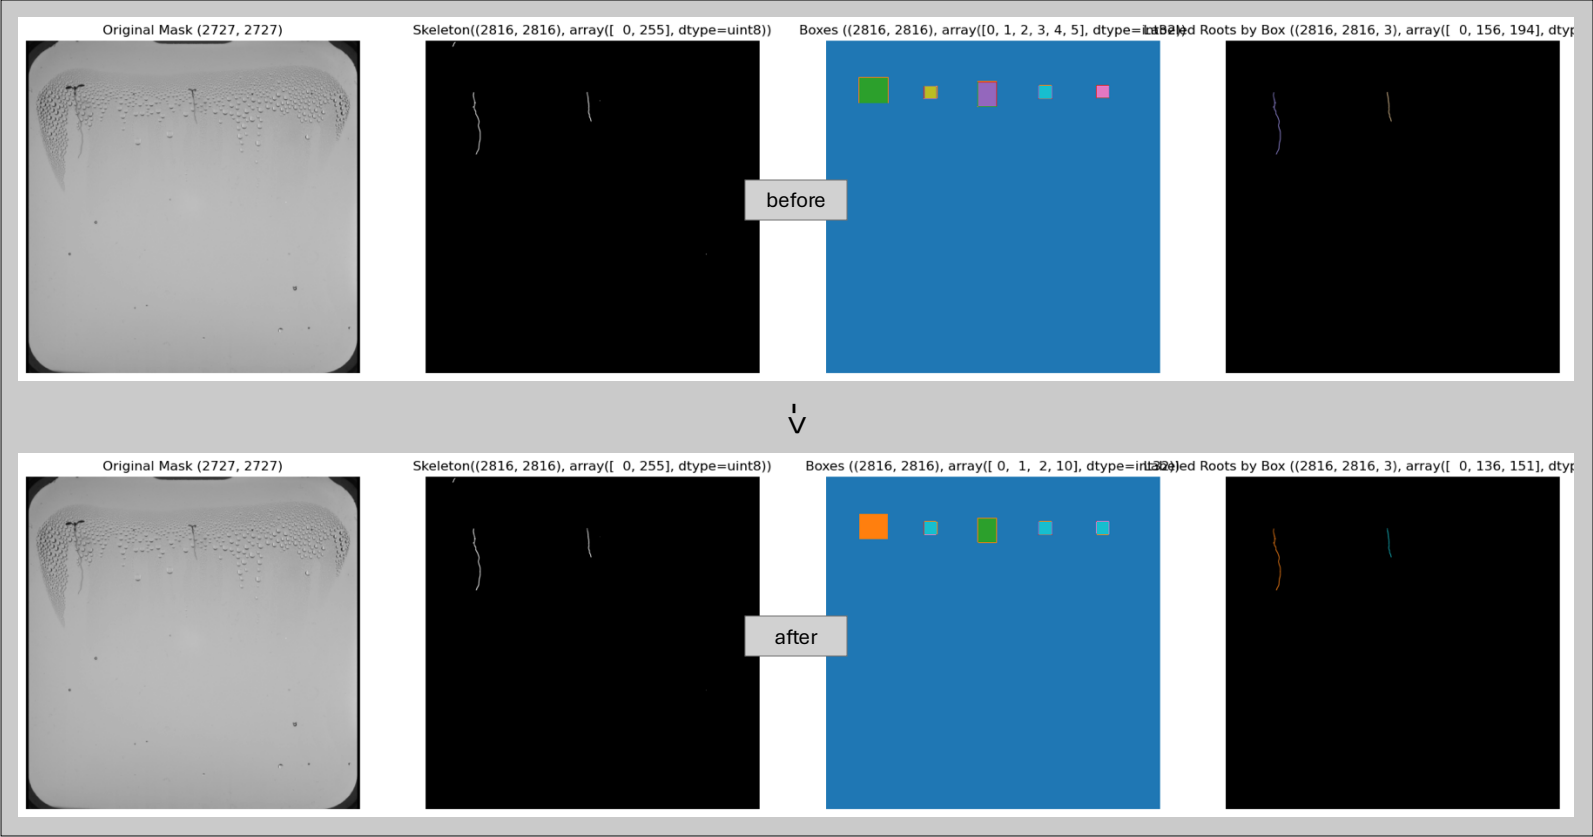 Original Mask (2727, 2727)
Skeleton((2816, 2816), array([  0, 255], dtype=uint8))
Boxes ((2816, 2816), array([0, 1, 2, 3, 4, 5], dtype=int32))
Labeled Roots by Box ((2816, 2816, 3), array([  0, 156, 194], dtyp
before
->
Original Mask (2727, 2727)
Skeleton((2816, 2816), array([  0, 255], dtype=uint8))
Boxes ((2816, 2816), array([ 0,  1,  2, 10], dtype=int32))
Labeled Roots by Box ((2816, 2816, 3), array([  0, 136, 151], dtyp
after